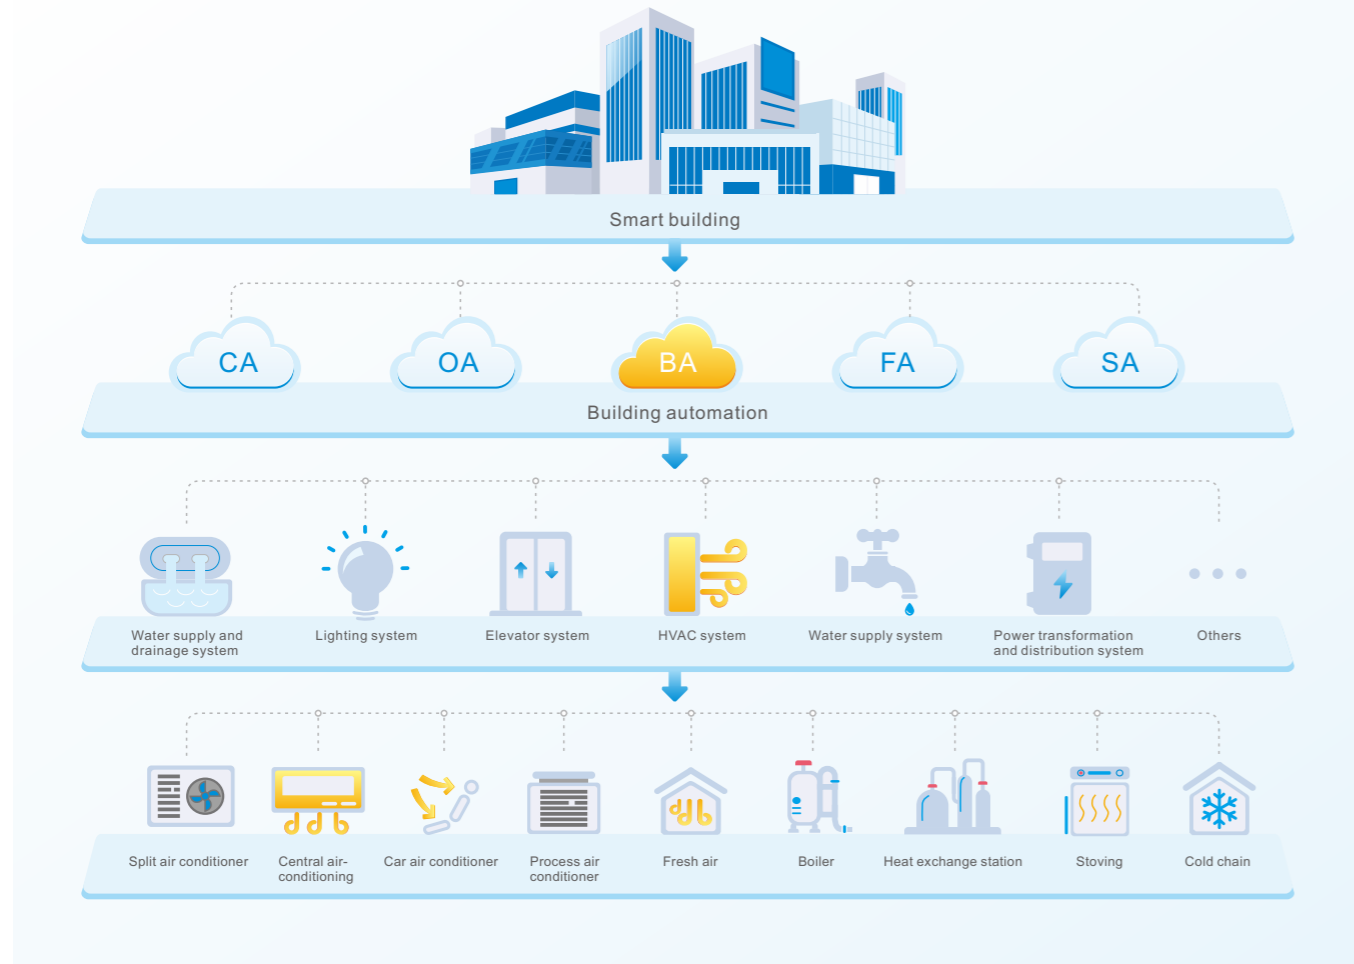 Smart building
CA
OA
BA
FA
SA
Building automation
Water supply and
drainage system
Lighting system
Elevator system
HVAC system
Water supply system
Power transformation
and distribution system
Others
Split air conditioner
Central air-
conditioning
Car air conditioner
Process air
conditioner
Fresh air
Boiler
Heat exchange station
Stoving
Cold chain